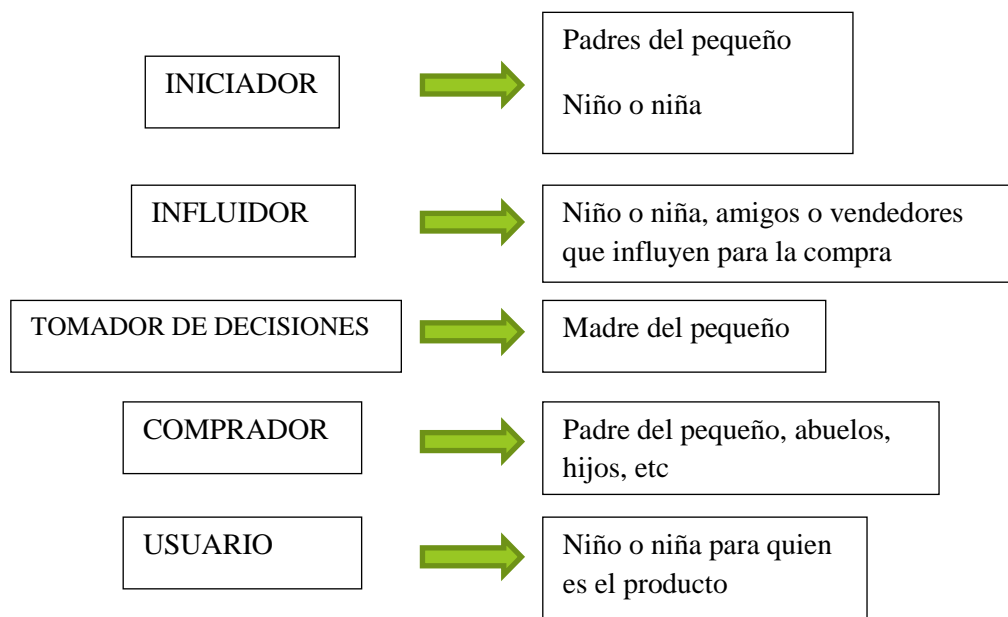 INICIADOR
Padres del pequeño
Niño o niña
INFLUIDOR
Niño o niña, amigos o vendedores
que influyen para la compra
TOMADOR DE DECISIONES
Madre del pequeño
COMPRADOR
Padre del pequeño, abuelos,
hijos, etc
USUARIO
Niño o niña para quien
es el producto